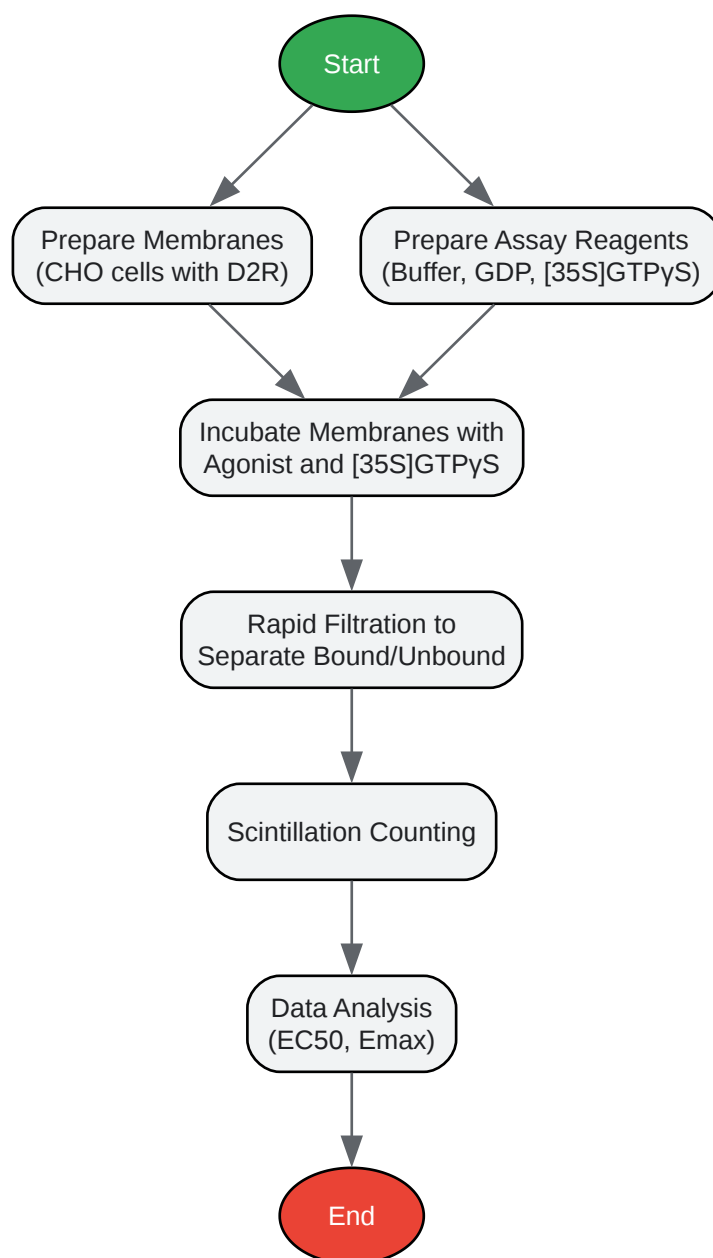 Start
Prepare Membranes
(CHO cells with D2R)
Prepare Assay Reagents
(Buffer, GDP, [35S]GTPγS)
Incubate Membranes with
Agonist and [35S]GTPγS
Rapid Filtration to
Separate Bound/Unbound
Scintillation Counting
Data Analysis
(EC50, Emax)
End